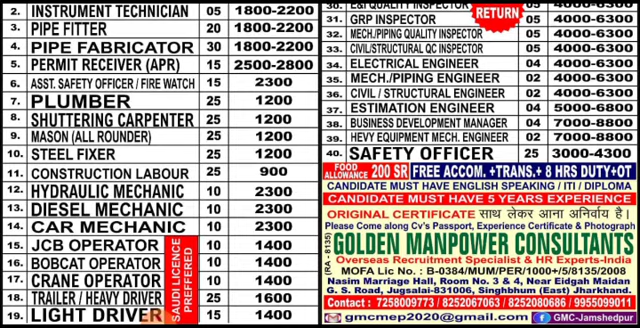 2. INSTRUMENT TECHNICIAN 05 1800-2200
3. PIPE FITTER 20 1800-2200
4. PIPE FABRICATOR 30 1800-2200
5. PERMIT RECEIVER (APR) 15 2500-2800
6. ASST. SAFETY OFFICER / FIRE WATCH 15 2300
7. PLUMBER 25 1200
8. SHUTTERING CARPENTER 25 1200
9. MASON (ALL ROUNDER) 25 1200
10. STEEL FIXER 25 1200
11. CONSTRUCTION LABOUR 25 900
12. HYDRAULIC MECHANIC 10 2300
13. DIESEL MECHANIC 10 2300
14. CAR MECHANIC 10 2300
15. JCB OPERATOR 10 1400
16. BOBCAT OPERATOR 10 1400
17. CRANE OPERATOR 10 1400
18. TRAILER / HEAVY DRIVER 25 1600
19. LIGHT DRIVER 15 1400
SAUDI LICENCE PREFFERED
30. E&I QUALITY INSPECTOR 05 4000-6300
RETURN
31. GRP INSPECTOR 05 4000-6300
32. MECH./PIPING QUALITY INSPECTOR 05 4000-6300
33. CIVIL/STRUCTURAL QC INSPECTOR 05 4000-6300
34. ELECTRICAL ENGINEER 04 4000-6300
35. MECH./PIPING ENGINEER 02 4000-6300
36. CIVIL / STRUCTURAL ENGINEER 02 4000-6300
37. ESTIMATION ENGINEER 04 5000-6800
38. BUSINESS DEVELOPMENT MANAGER 04 7000-8800
39. HEVY EQUIPMENT MECH. ENGINEER 02 7000-8800
40. SAFETY OFFICER 25 3000-4300
FOOD ALLOWANCE 200 SR FREE ACCOM. +TRANS.+ 8 HRS DUTY+OT
CANDIDATE MUST HAVE ENGLISH SPEAKING / ITI / DIPLOMA
CANDIDATE MUST HAVE 5 YEARS EXPERIENCE
ORIGINAL CERTIFICATE साथ लेकर आना अनिवार्य है।
Please Come along Cv's Passport, Experience Certificate & Photograph
(RA - 8135)
GOLDEN MANPOWER CONSULTANTS
Overseas Recruitment Specialist & HR Experts-India
MOFA Lic No. : B-0384/MUM/PER/1000+/5/8135/2008
Nasim Marriage Hall, Room No. 3 & 4, Near Eidgah Maidan
G. S. Road, Jugsalai-831006, Singhbhum (East) Jharkhand.
Contact : 7258009773 / 8252067063 / 8252080686 / 9955099011
gmcmep2020@gmail.com GMC-Jamshedpur